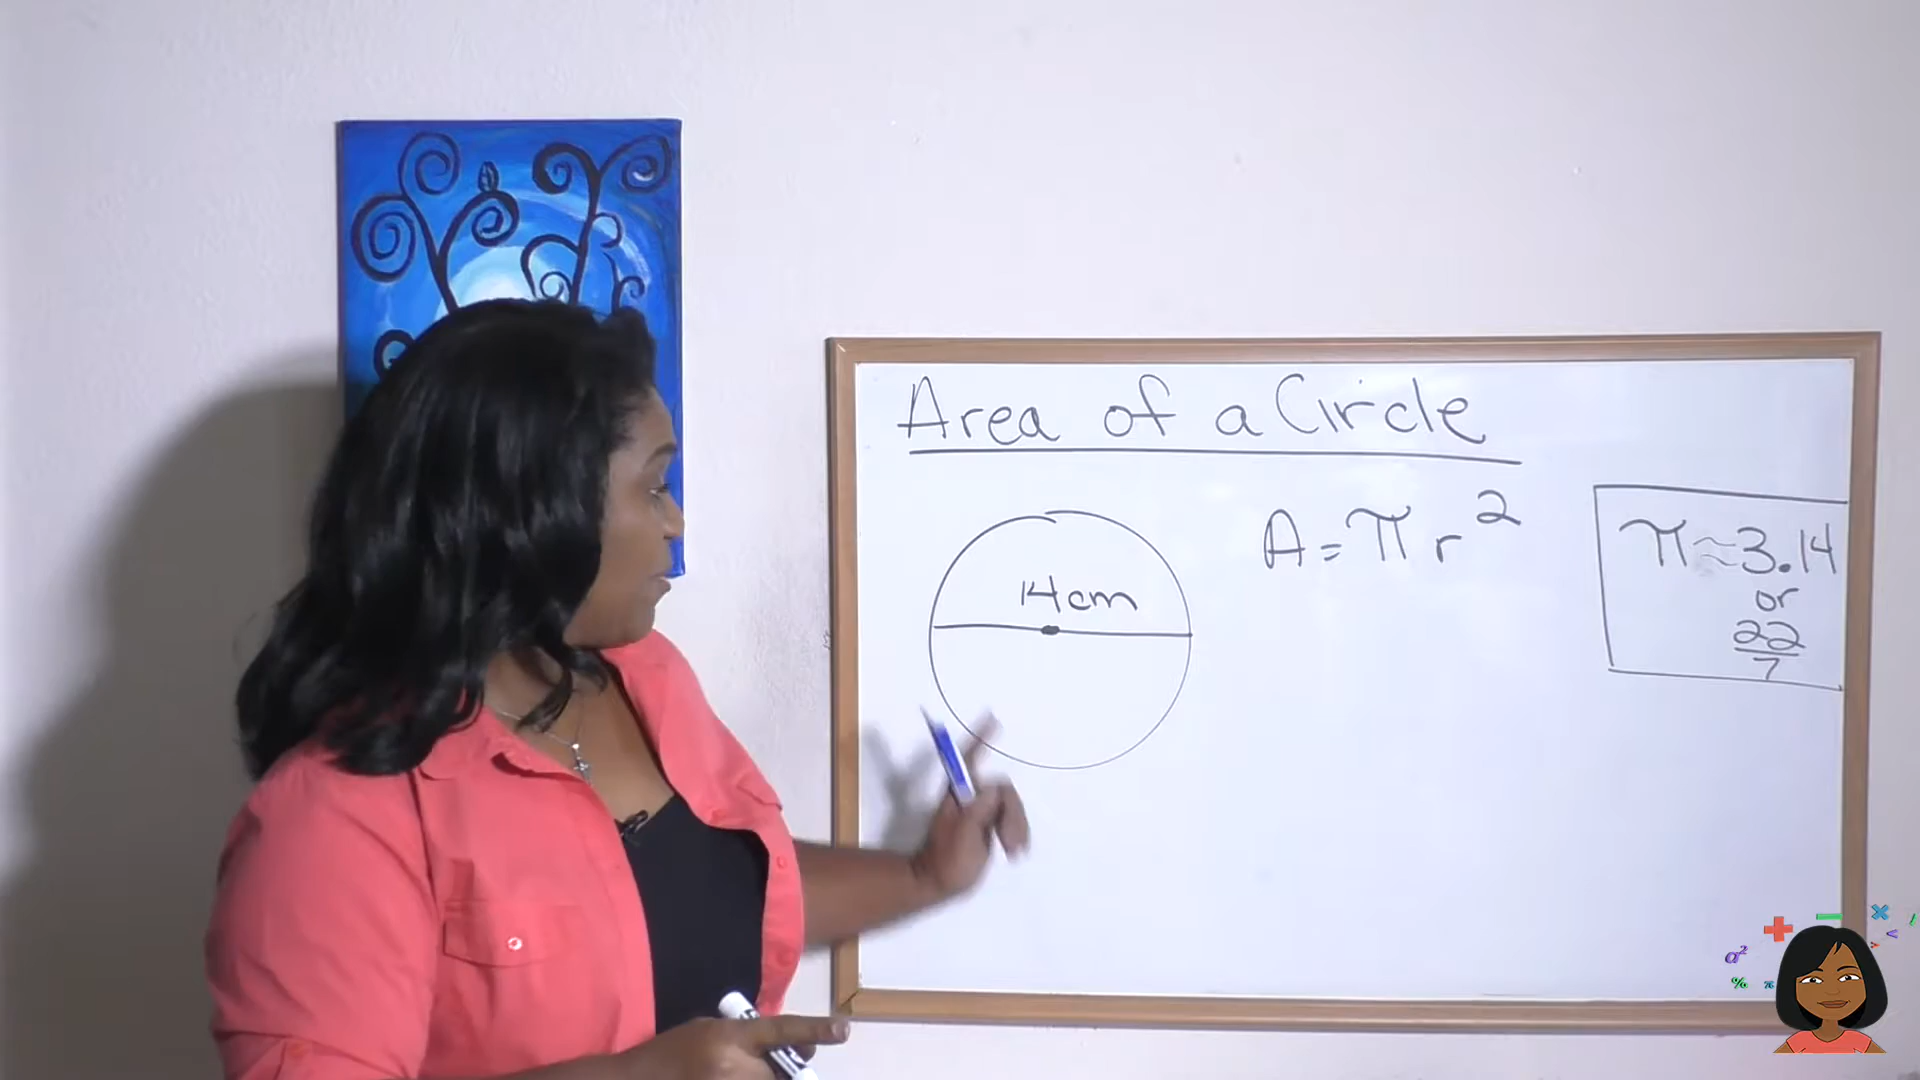 Area of a Circle
14cm
A = πr²
π ≈ 3.14
or
22
7